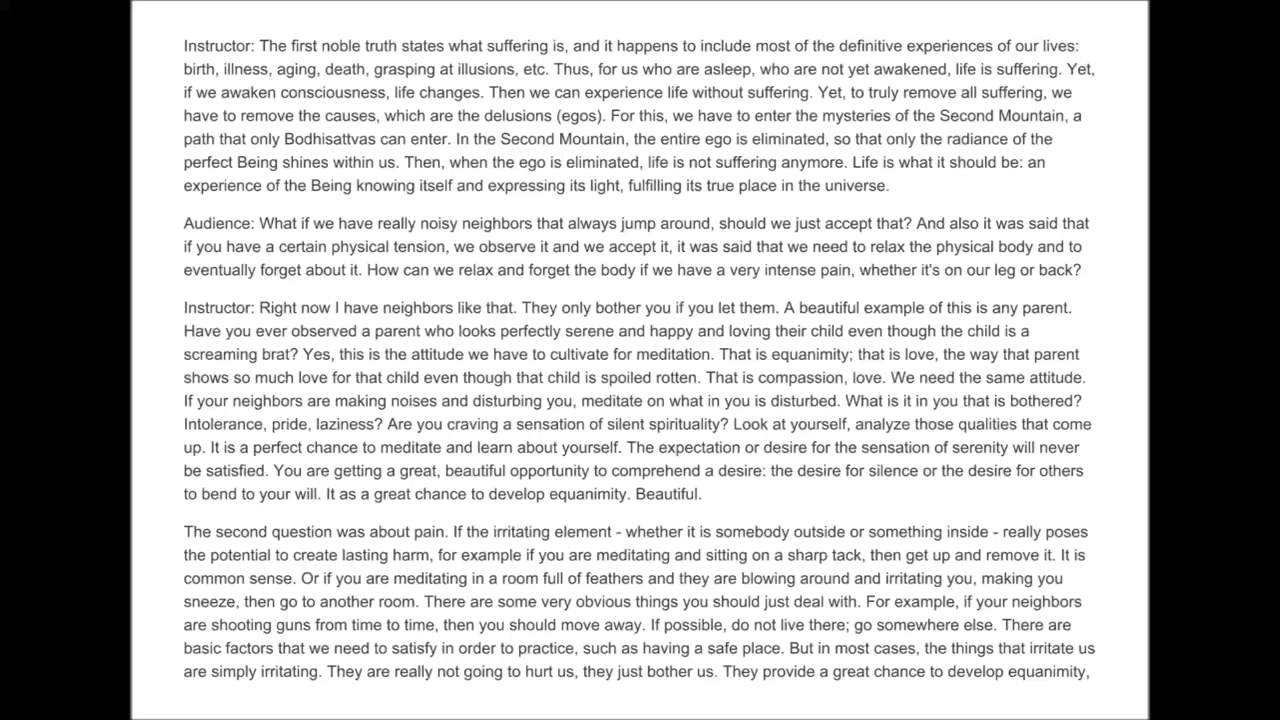 Instructor: The first noble truth states what suffering is, and it happens to include most of the definitive experiences of our lives:
birth, illness, aging, death, grasping at illusions, etc. Thus, for us who are asleep, who are not yet awakened, life is suffering. Yet,
if we awaken consciousness, life changes. Then we can experience life without suffering. Yet, to truly remove all suffering, we
have to remove the causes, which are the delusions (egos). For this, we have to enter the mysteries of the Second Mountain, a
path that only Bodhisattvas can enter. In the Second Mountain, the entire ego is eliminated, so that only the radiance of the
perfect Being shines within us. Then, when the ego is eliminated, life is not suffering anymore. Life is what it should be: an
experience of the Being knowing itself and expressing its light, fulfilling its true place in the universe.
Audience: What if we have really noisy neighbors that always jump around, should we just accept that? And also it was said that
if you have a certain physical tension, we observe it and we accept it, it was said that we need to relax the physical body and to
eventually forget about it. How can we relax and forget the body if we have a very intense pain, whether it's on our leg or back?
Instructor: Right now I have neighbors like that. They only bother you if you let them. A beautiful example of this is any parent.
Have you ever observed a parent who looks perfectly serene and happy and loving their child even though the child is a
screaming brat? Yes, this is the attitude we have to cultivate for meditation. That is equanimity; that is love, the way that parent
shows so much love for that child even though that child is spoiled rotten. That is compassion, love. We need the same attitude.
If your neighbors are making noises and disturbing you, meditate on what in you is disturbed. What is it in you that is bothered?
Intolerance, pride, laziness? Are you craving a sensation of silent spirituality? Look at yourself, analyze those qualities that come
up. It is a perfect chance to meditate and learn about yourself. The expectation or desire for the sensation of serenity will never
be satisfied. You are getting a great, beautiful opportunity to comprehend a desire: the desire for silence or the desire for others
to bend to your will. It as a great chance to develop equanimity. Beautiful.
The second question was about pain. If the irritating element - whether it is somebody outside or something inside - really poses
the potential to create lasting harm, for example if you are meditating and sitting on a sharp tack, then get up and remove it. It is
common sense. Or if you are meditating in a room full of feathers and they are blowing around and irritating you, making you
sneeze, then go to another room. There are some very obvious things you should just deal with. For example, if your neighbors
are shooting guns from time to time, then you should move away. If possible, do not live there; go somewhere else. There are
basic factors that we need to satisfy in order to practice, such as having a safe place. But in most cases, the things that irritate us
are simply irritating. They are really not going to hurt us, they just bother us. They provide a great chance to develop equanimity,